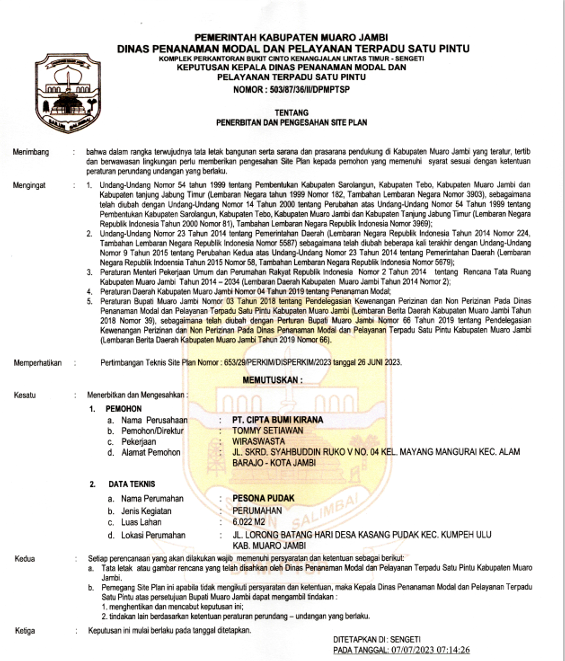 PEMERINTAH KABUPATEN MUARO JAMBI
DINAS PENANAMAN MODAL DAN PELAYANAN TERPADU SATU PINTU
KOMPLEK PERKANTORAN BUKIT CINTO KENANGJALAN LINTAS TIMUR - SENGETI
KEPUTUSAN KEPALA DINAS PENANAMAN MODAL DAN
PELAYANAN TERPADU SATU PINTU
NOMOR : 503/87/36/II/DPMPTSP
TENTANG
PENERBITAN DAN PENGESAHAN SITE PLAN
Menimbang : bahwa dalam rangka terwujudnya tata letak bangunan serta sarana dan prasarana pendukung di Kabupaten Muaro Jambi yang teratur, tertib
dan berwawasan lingkungan perlu memberikan pengesahan Site Plan kepada pemohon yang memenuhi syarat sesuai dengan ketentuan
peraturan perundang undangan yang berlaku.
Mengingat : 1. Undang-Undang Nomor 54 tahun 1999 tentang Pembentukan Kabupaten Sarolangun, Kabupaten Tebo, Kabupaten Muaro Jambi dan
Kabupaten tanjung Jabung Timur (Lembaran Negara tahun 1999 Nomor 182, Tambahan Lembaran Negara Nomor 3903), sebagaimana
telah diubah dengan Undang-Undang Nomor 14 Tahun 2000 tentang Perubahan atas Undang-Undang Nomor 54 Tahun 1999 tentang
Pembentukan Kabupaten Sarolangun, Kabupaten Tebo, Kabupaten Muaro Jambi dan Kabupaten Tanjung Jabung Timur (Lembaran Negara
Republik Indonesia Tahun 2000 Nomor 81), Tambahan Lembaran Negara Nomor 3969);
2. Undang-Undang Nomor 23 Tahun 2014 tentang Pemerintahan Daerah (Lembaran Negara Republik Indonesia Tahun 2014 Nomor 224,
Tambahan Lembaran Negara Republik Indonesia Nomor 5587) sebagaimana telah diubah beberapa kali terakhir dengan Undang-Undang
Nomor 9 Tahun 2015 tentang Perubahan Kedua atas Undang-Undang Nomor 23 Tahun 2014 tentang Pemerintahan Daerah (Lembaran
Negara Republik Indonesia Tahun 2015 Nomor 58, Tambahan Lembaran Negara Republik Indonesia Nomor 5679);
3. Peraturan Menteri Pekerjaan Umum dan Perumahan Rakyat Republik Indonesia Nomor 2 Tahun 2014 tentang Rencana Tata Ruang
Kabupaten Muaro Jambi Tahun 2014 – 2034 (Lembaran Daerah Kabupaten Muaro Jambi Tahun 2014 Nomor 2);
4. Peraturan Daerah Kabupaten Muaro Jambi Nomor 04 Tahun 2019 tentang Penanaman Modal;
5. Peraturan Bupati Muaro Jambi Nomor 03 Tahun 2018 tentang Pendelegasian Kewenangan Perizinan dan Non Perizinan Pada Dinas
Penanaman Modal dan Pelayanan Terpadu Satu Pintu Kabupaten Muaro Jambi (Lembaran Berita Daerah Kabupaten Muaro Jambi Tahun
2018 Nomor 39), sebagaimana telah diubah dengan Perturan Bupati Muaro Jambi Nomor 66 Tahun 2019 tentang Pendelegasian
Kewenangan Perizinan dan Non Perizinan Pada Dinas Penanaman Modal dan Pelayanan Terpadu Satu Pintu Kabupaten Muaro Jambi
(Lembaran Berita Daerah Kabupaten Muaro Jambi Tahun 2019 Nomor 66).
Memperhatikan : Pertimbangan Teknis Site Plan Nomor : 653/29/PERKIM/DISPERKIM/2023 tanggal 26 JUNI 2023.
MEMUTUSKAN :
Kesatu : Menerbitkan dan Mengesahkan :
1. PEMOHON
a. Nama Perusahaan : PT. CIPTA BUMI KIRANA
b. Pemohon/Direktur : TOMMY SETIAWAN
c. Pekerjaan : WIRASWASTA
d. Alamat Pemohon : JL. SKRD. SYAHBUDDIN RUKO V NO. 04 KEL. MAYANG MANGURAI KEC. ALAM
BARAJO - KOTA JAMBI
2. DATA TEKNIS
a. Nama Perumahan : PESONA PUDAK
b. Jenis Kegiatan : PERUMAHAN
c. Luas Lahan : 6,022 M2
d. Lokasi Perumahan : JL. LORONG BATANG HARI DESA KASANG PUDAK KEC. KUMPEH ULU
KAB. MUARO JAMBI
Kedua : Setiap perencanaan yang akan dilakukan wajib memenuhi persyaratan dan ketentuan sebagai berikut:
a. Tata letak atau gambar rencana yang telah disahkan oleh Dinas Penanaman Modal dan Pelayanan Terpadu Satu Pintu Kabupaten Muaro
Jambi.
b. Pemegang Site Plan ini apabila tidak mengikuti persyaratan dan ketentuan, maka Kepala Dinas Penanaman Modal dan Pelayanan Terpadu
Satu Pintu atas persetujuan Bupati Muaro Jambi dapat mengambil tindakan :
1. menghentikan dan mencabut keputusan ini;
2. tindakan lain berdasarkan ketentuan peraturan perundang – undangan yang berlaku.
Ketiga : Keputusan ini mulai berlaku pada tanggal ditetapkan.
DITETAPKAN DI : SENGETI
PADA TANGGAL: 07/07/2023 07:14:26